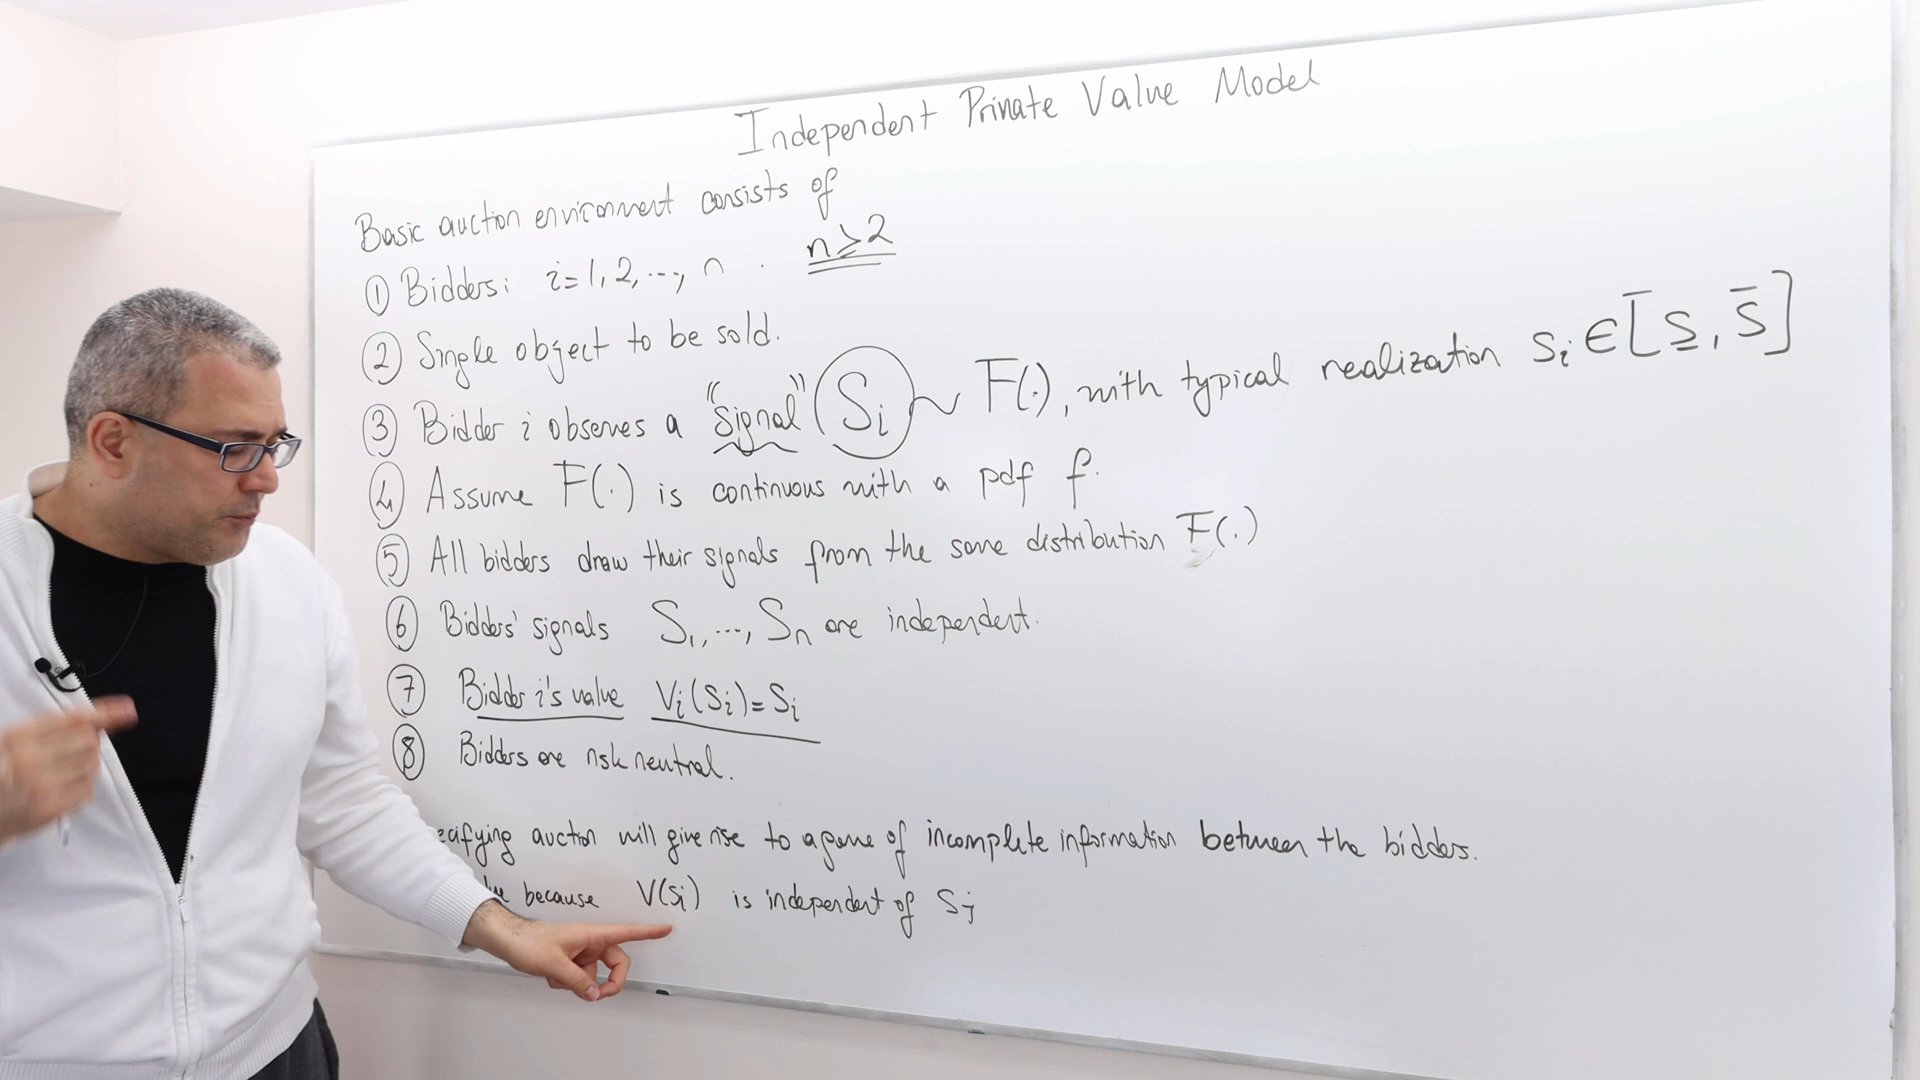 Independent Private Value Model
Basic auction environment consists of
① Bidders: i=1,2,...,n . n≥2
② Single object to be sold.
③ Bidder i observes a "signal" Sᵢ ~ F(.), with typical realization sᵢ ∈ [s̲, s̄]
④ Assume F(.) is continuous with a pdf f.
⑤ All bidders draw their signals from the same distribution F(.)
⑥ Bidders' signals S₁,...,Sₙ are independent.
⑦ Bidder i's value Vᵢ(Sᵢ)=Sᵢ
⑧ Bidders are risk neutral.
auction will give rise to a game of incomplete information between the bidders.
because V(sᵢ) is independent of sⱼ